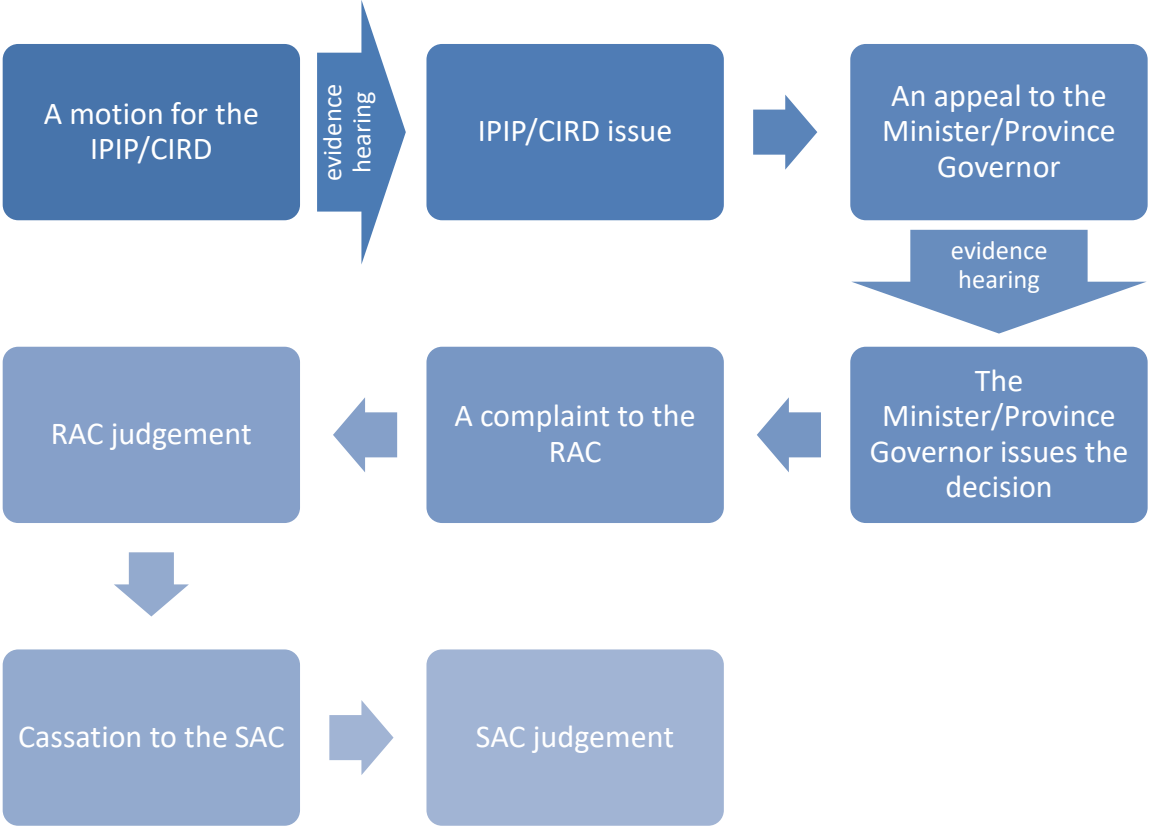 A motion for the
IPIP/CIRD
evidence
hearing
IPIP/CIRD issue
An appeal to the
Minister/Province
Governor
evidence
hearing
The
Minister/Province
Governor issues the
decision
A complaint to the
RAC
RAC judgement
Cassation to the SAC
SAC judgement